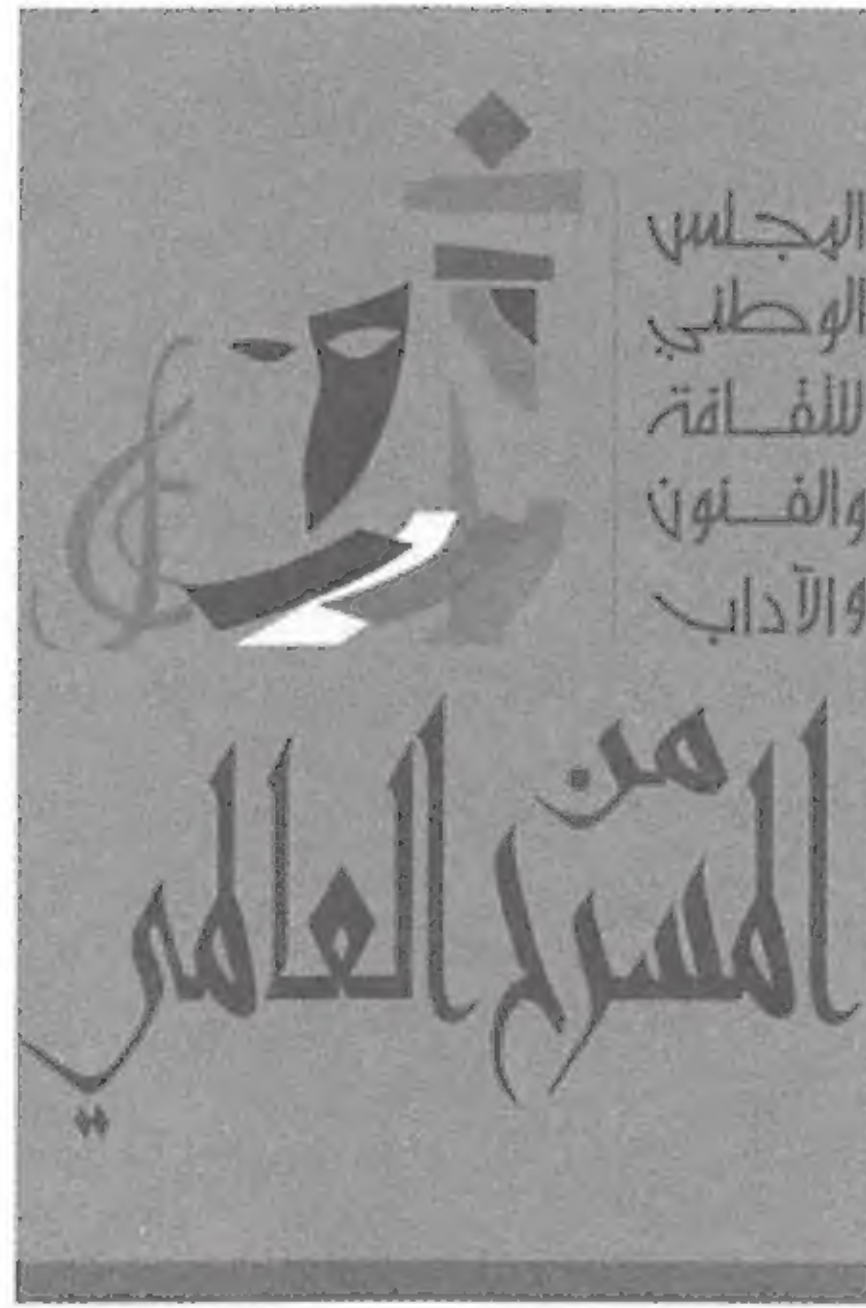 المجلس
الوطني
للثقافة
والفنون
والآداب
من
المسرح العالمي